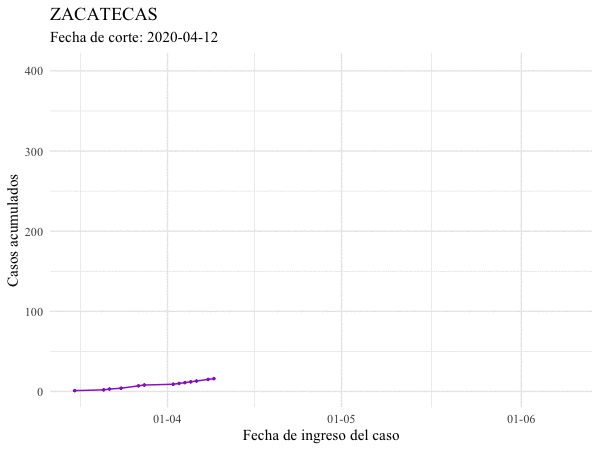 ZACATECAS
Fecha de corte: 2020-04-12
400
300
200
100
0
Casos acumulados
01-04
01-05
01-06
Fecha de ingreso del caso